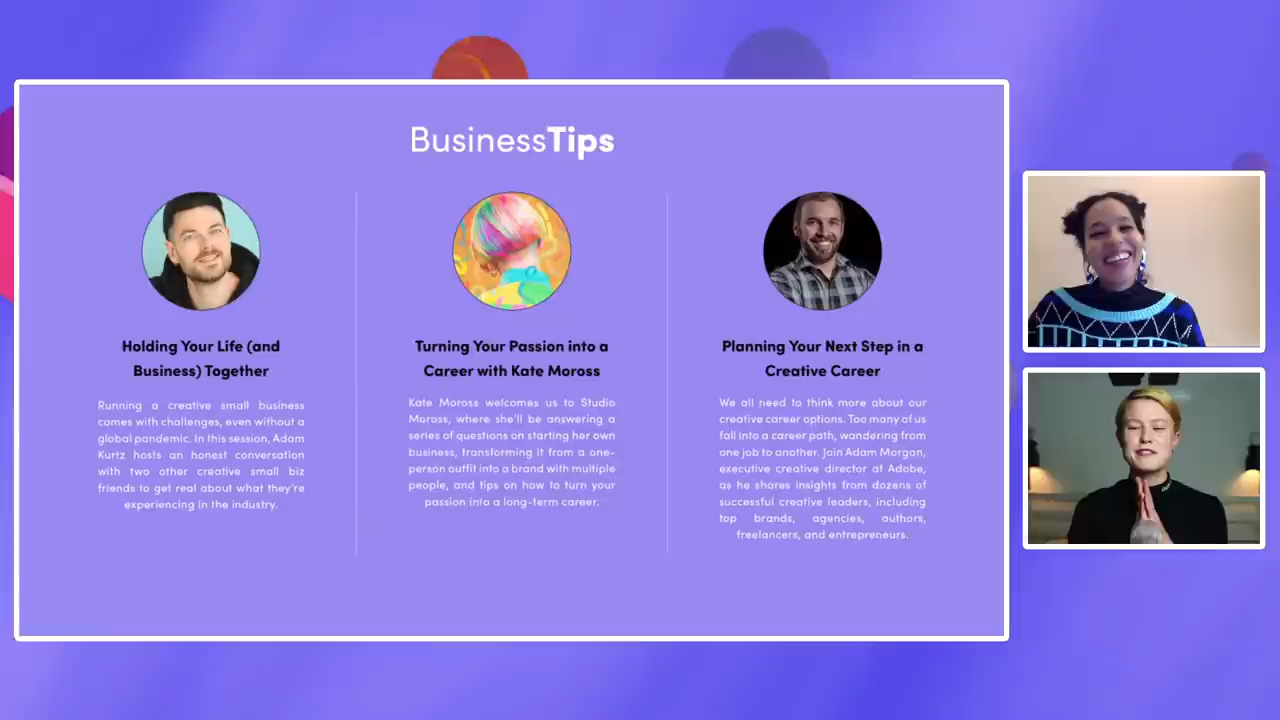 BusinessTips
Holding Your Life (and
Business) Together
Running a creative small business
comes with challenges, even without a
global pandemic. In this session, Adam
Kurtz hosts an honest conversation
with two other creative small biz
friends to get real about what they're
experiencing in the industry.
Turning Your Passion into a
Career with Kate Moross
Kate Moross welcomes us to Studio
Moross, where she'll be answering a
series of questions on starting her own
business, transforming it from a one-
person outfit into a brand with multiple
people, and tips on how to turn your
passion into a long-term career.
Planning Your Next Step in a
Creative Career
We all need to think more about our
creative career options. Too many of us
fall into a career path, wandering from
one job to another. Join Adam Morgan,
executive creative director at Adobe,
as he shares insights from dozens of
successful creative leaders, including
top brands, agencies, authors,
freelancers, and entrepreneurs.